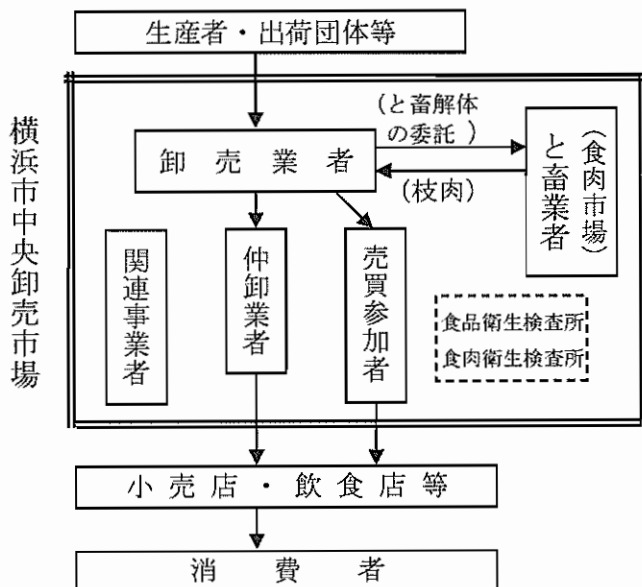 生産者・出荷団体等
横浜市中央卸売市場
卸売業者
(と畜解体
の委託)
(枝肉)
(食肉市場)
と畜業者
関連事業者
仲卸業者
売買参加者
食品衛生検査所
食肉衛生検査所
小売店・飲食店等
消費者